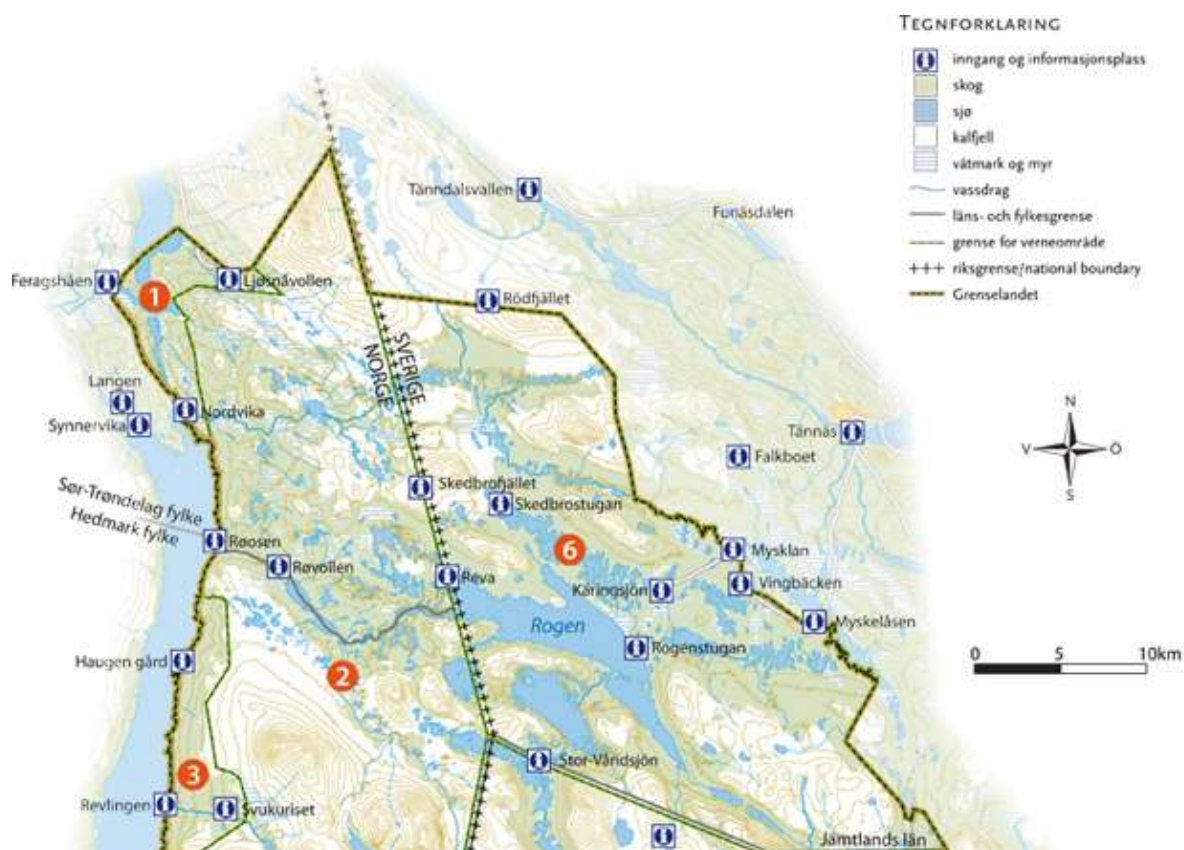 TEGNFORKLARING
inngang og informasjonsplass
skog
sjø
kalfjell
våtmark og myr
vassdrag
läns- och fylkesgrense
grense for verneområde
riksgrense/national boundary
Grenselandet
Tänndalsvallen
Funäsdalen
Feragshåen
Ljøsnåvollen
1
Rödfjället
SVERIGE
NORGE
Langen
Nordvika
Synnervika
Tännäs
Falkboet
N
V
Ö
S
Skedbrofjället
Skedbrostugan
Sør-Trøndelag fylke
Hedmark fylke
Røosen
Røvollen
6
Mysklan
Reva
Käringsjön
Vingbäcken
Rogen
Myskelåsen
Haugen gård
Rogenstugan
0 5 10km
2
Stor-Våndsjön
3
Revlingen
Svukuriset
Jämtlands län